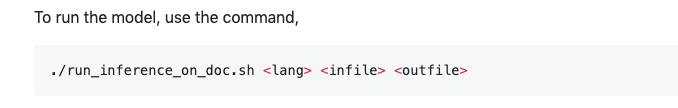 To run the model, use the command,
./run_inference_on_doc.sh <lang> <infile> <outfile>